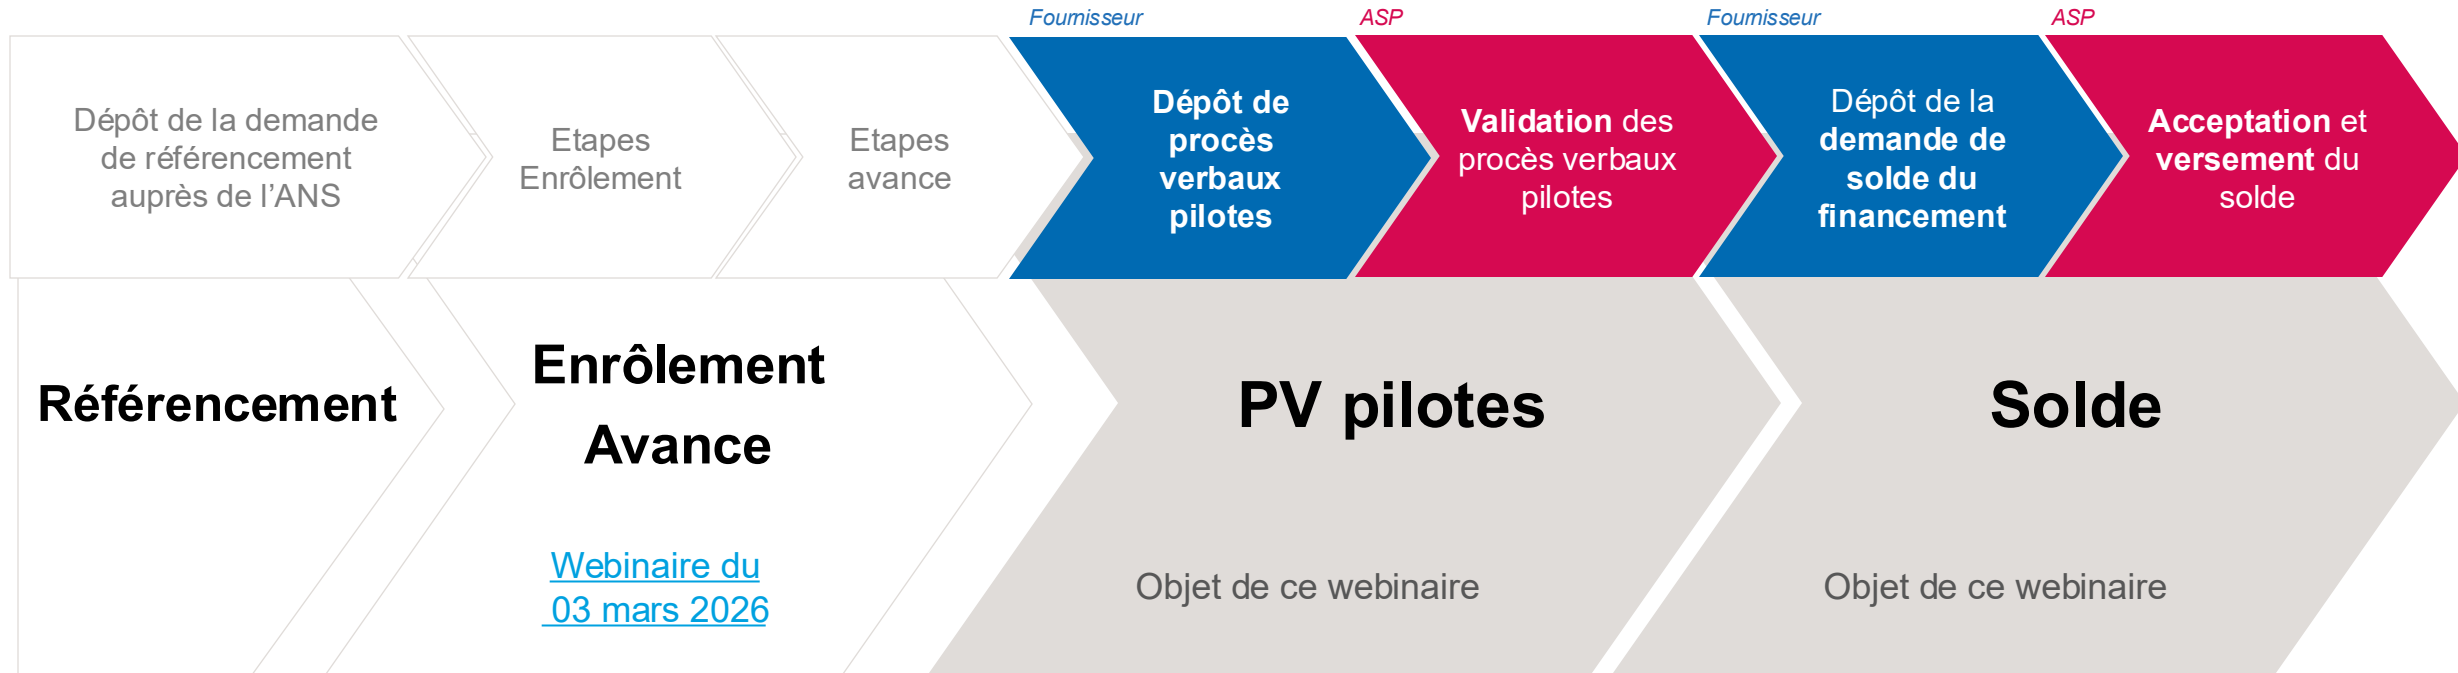 Fournisseur
ASP
Fournisseur
ASP
Dépôt de la demande
de référencement
auprès de l’ANS
Etapes
Enrôlement
Etapes
avance
Dépôt de
procès
verbaux
pilotes
Validation des
procès verbaux
pilotes
Dépôt de la
demande de
solde du
financement
Acceptation et
versement du
solde
Référencement
Enrôlement
Avance
Webinaire du
03 mars 2026
PV pilotes
Objet de ce webinaire
Solde
Objet de ce webinaire